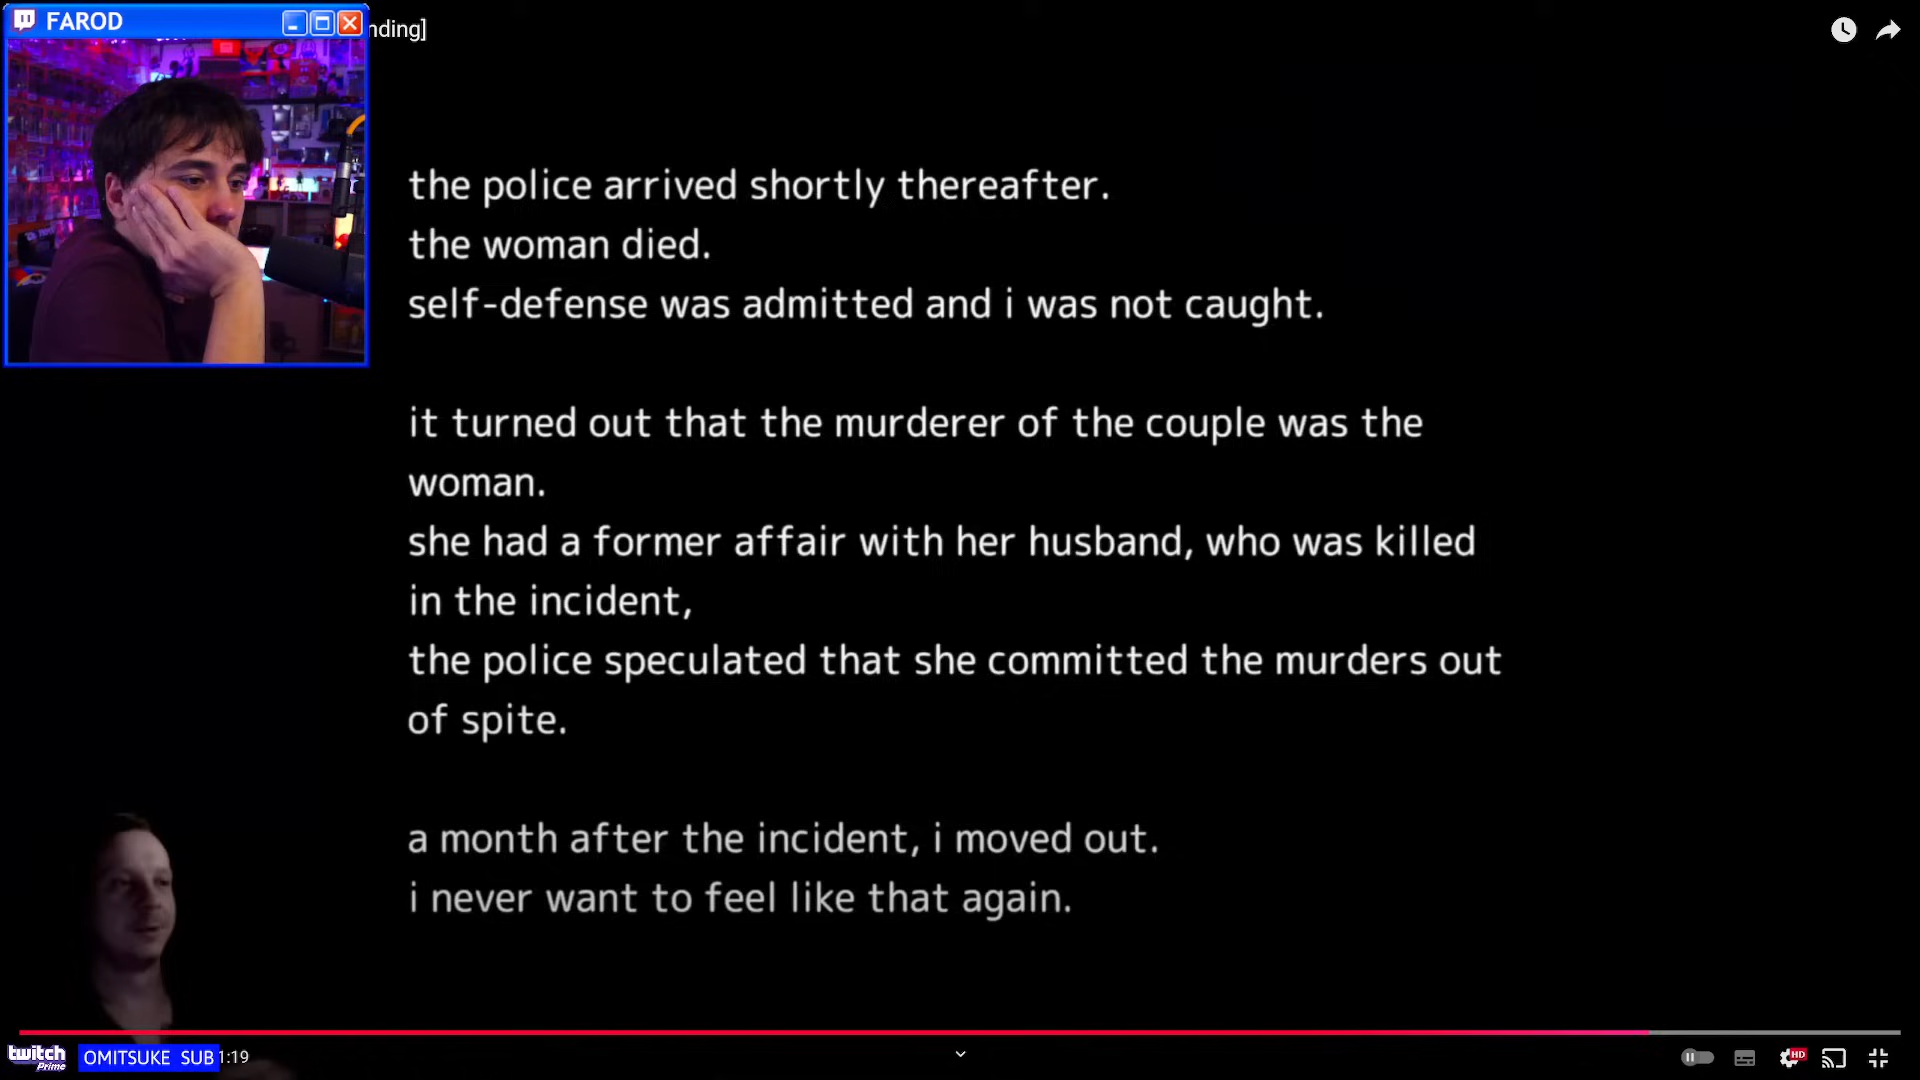 FAROD
nding]
the police arrived shortly thereafter.
the woman died.
self-defense was admitted and i was not caught.
it turned out that the murderer of the couple was the
woman.
she had a former affair with her husband, who was killed
in the incident,
the police speculated that she committed the murders out
of spite.
a month after the incident, i moved out.
i never want to feel like that again.
twitch
Prime
OMITSUKE SUB
1:19
HD